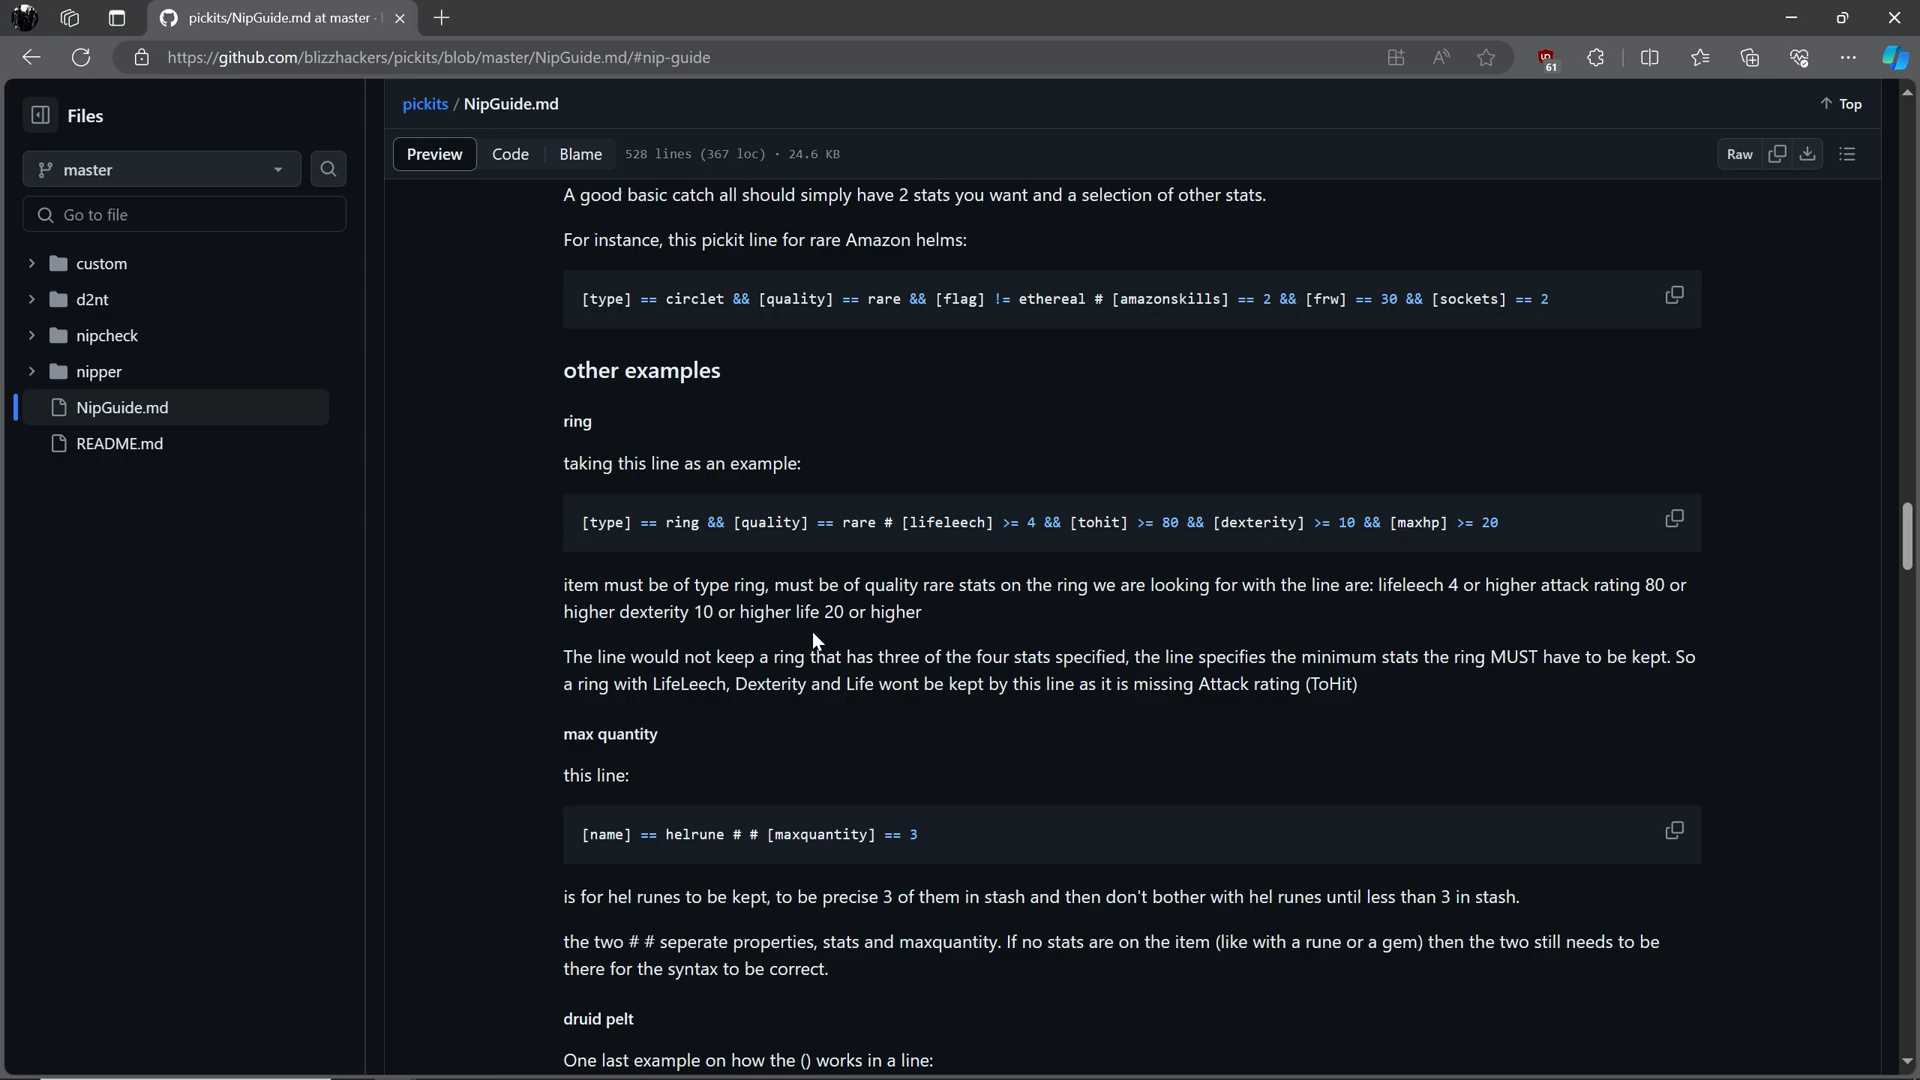 pickits/NipGuide.md at master ·
https://github.com/blizzhackers/pickits/blob/master/NipGuide.md/#nip-guide
61
Files
master
Go to file
custom
d2nt
nipcheck
nipper
NipGuide.md
README.md
pickits / NipGuide.md
Top
Preview
Code
Blame
528 lines (367 loc) · 24.6 KB
Raw
A good basic catch all should simply have 2 stats you want and a selection of other stats.
For instance, this pickit line for rare Amazon helms:
[type] == circlet && [quality] == rare && [flag] != ethereal # [amazonskills] == 2 && [frw] == 30 && [sockets] == 2
other examples
ring
taking this line as an example:
[type] == ring && [quality] == rare # [lifeleech] >= 4 && [tohit] >= 80 && [dexterity] >= 10 && [maxhp] >= 20
item must be of type ring, must be of quality rare stats on the ring we are looking for with the line are: lifeleech 4 or higher attack rating 80 or
higher dexterity 10 or higher life 20 or higher
The line would not keep a ring that has three of the four stats specified, the line specifies the minimum stats the ring MUST have to be kept. So
a ring with LifeLeech, Dexterity and Life wont be kept by this line as it is missing Attack rating (ToHit)
max quantity
this line:
[name] == helrune # # [maxquantity] == 3
is for hel runes to be kept, to be precise 3 of them in stash and then don't bother with hel runes until less than 3 in stash.
the two # # seperate properties, stats and maxquantity. If no stats are on the item (like with a rune or a gem) then the two still needs to be
there for the syntax to be correct.
druid pelt
One last example on how the () works in a line: